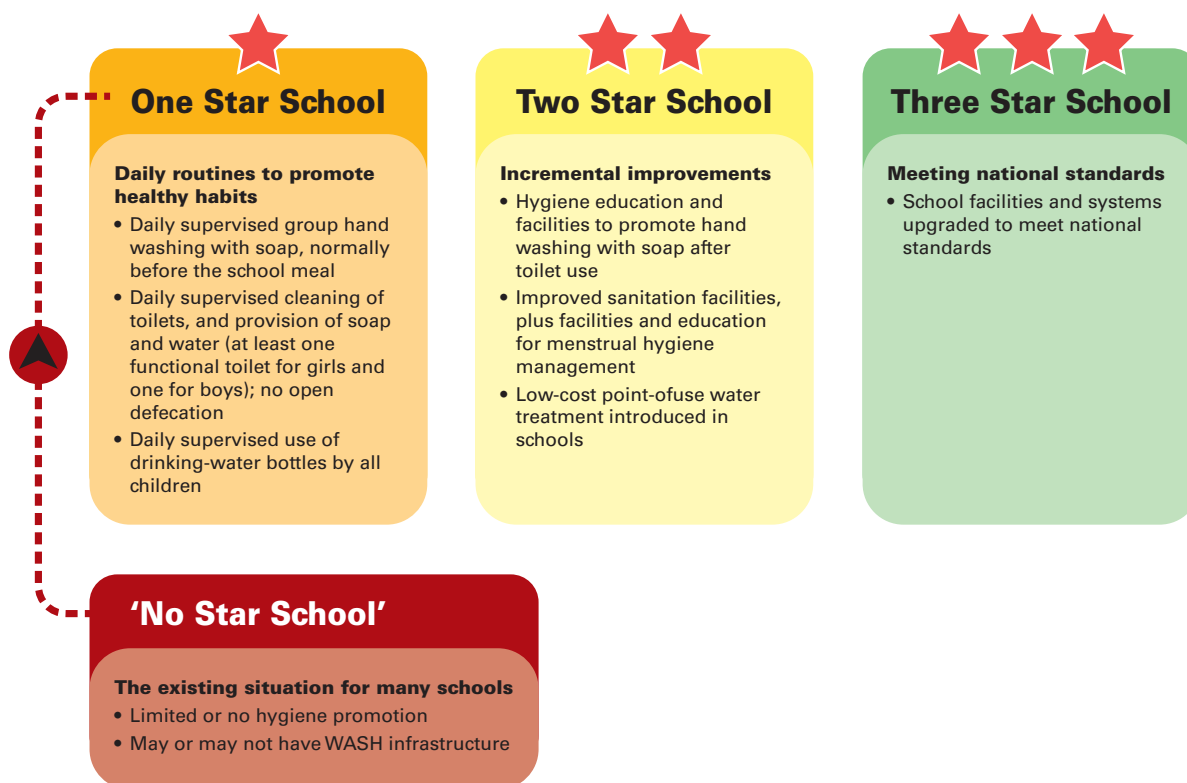 One Star School
Daily routines to promote
healthy habits
• Daily supervised group hand
washing with soap, normally
before the school meal
• Daily supervised cleaning of
toilets, and provision of soap
and water (at least one
functional toilet for girls and
one for boys); no open
defecation
• Daily supervised use of
drinking-water bottles by all
children
Two Star School
Incremental improvements
• Hygiene education and
facilities to promote hand
washing with soap after
toilet use
• Improved sanitation facilities,
plus facilities and education
for menstrual hygiene
management
• Low-cost point-ofuse water
treatment introduced in
schools
Three Star School
Meeting national standards
• School facilities and systems
upgraded to meet national
standards
‘No Star School’
The existing situation for many schools
• Limited or no hygiene promotion
• May or may not have WASH infrastructure